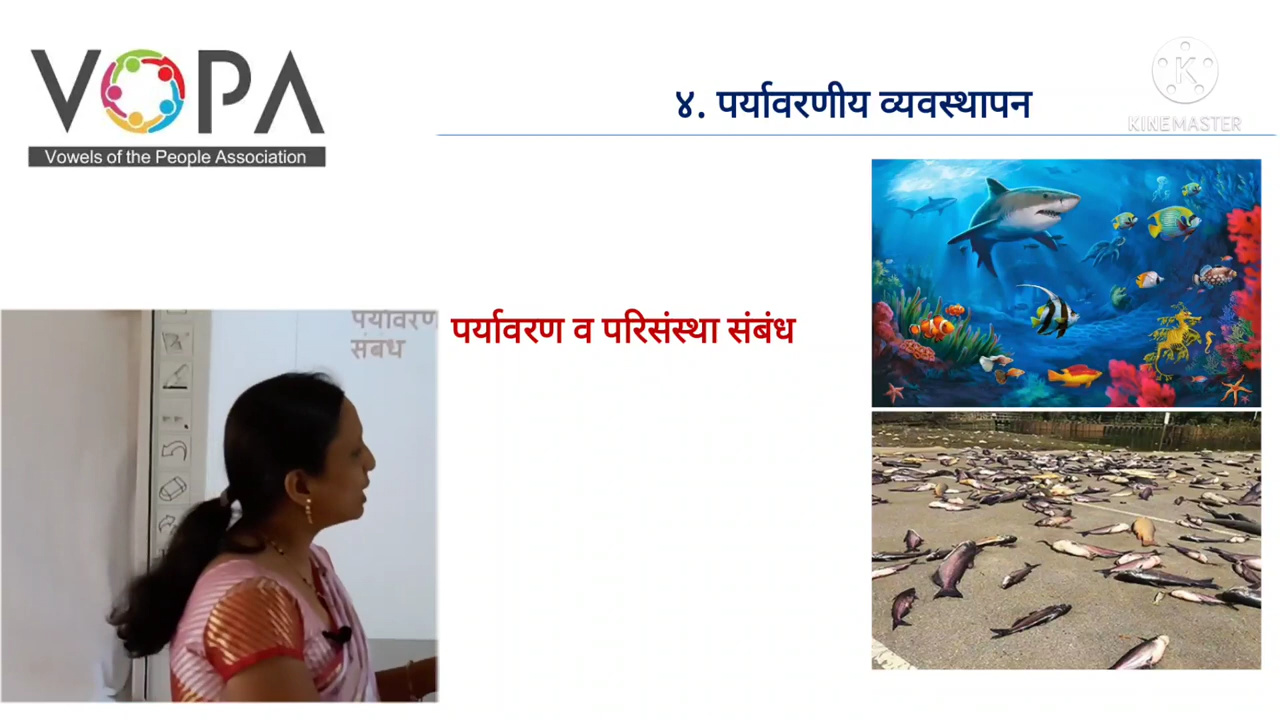 VOPA
Vowels of the People Association
४. पर्यावरणीय व्यवस्थापन
KINEMASTER
पर्यावरण व परिसंस्था संबंध
पर्यावरण
संबंध